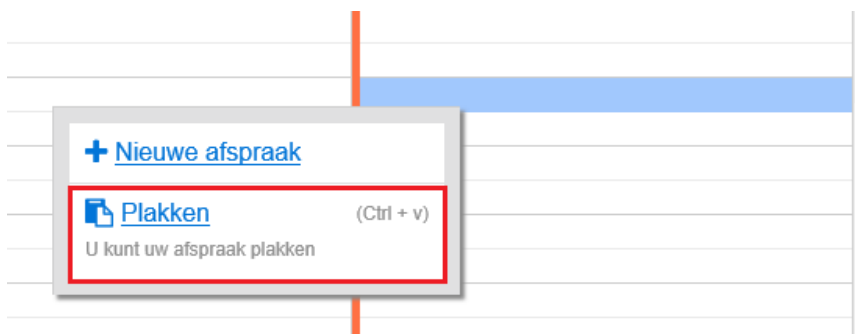 Nieuwe afspraak
Plakken (Ctrl + v)
U kunt uw afspraak plakken